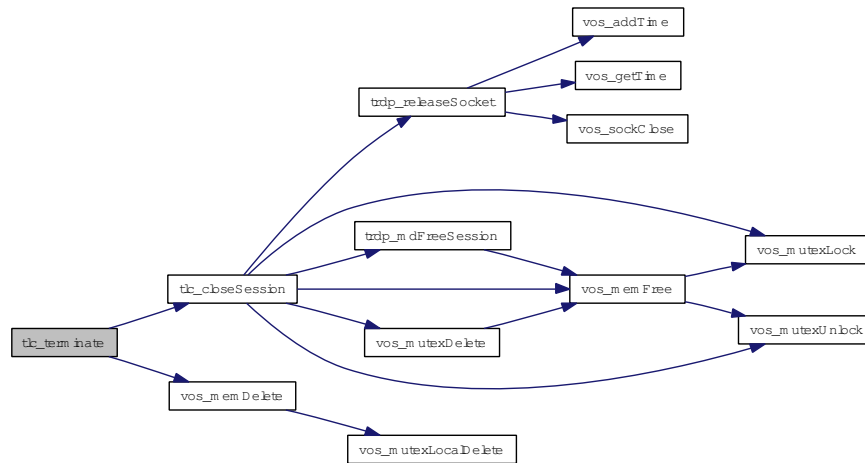 vos_addTime
vos_getTime
trdp_releaseSocket
vos_sockClose
trdp_mdFreeSession
vos_mutexLock
tlc_closeSession
vos_memFree
vos_mutexUnlock
tlc_terminate
vos_mutexDelete
vos_memDelete
vos_mutexLocalDelete